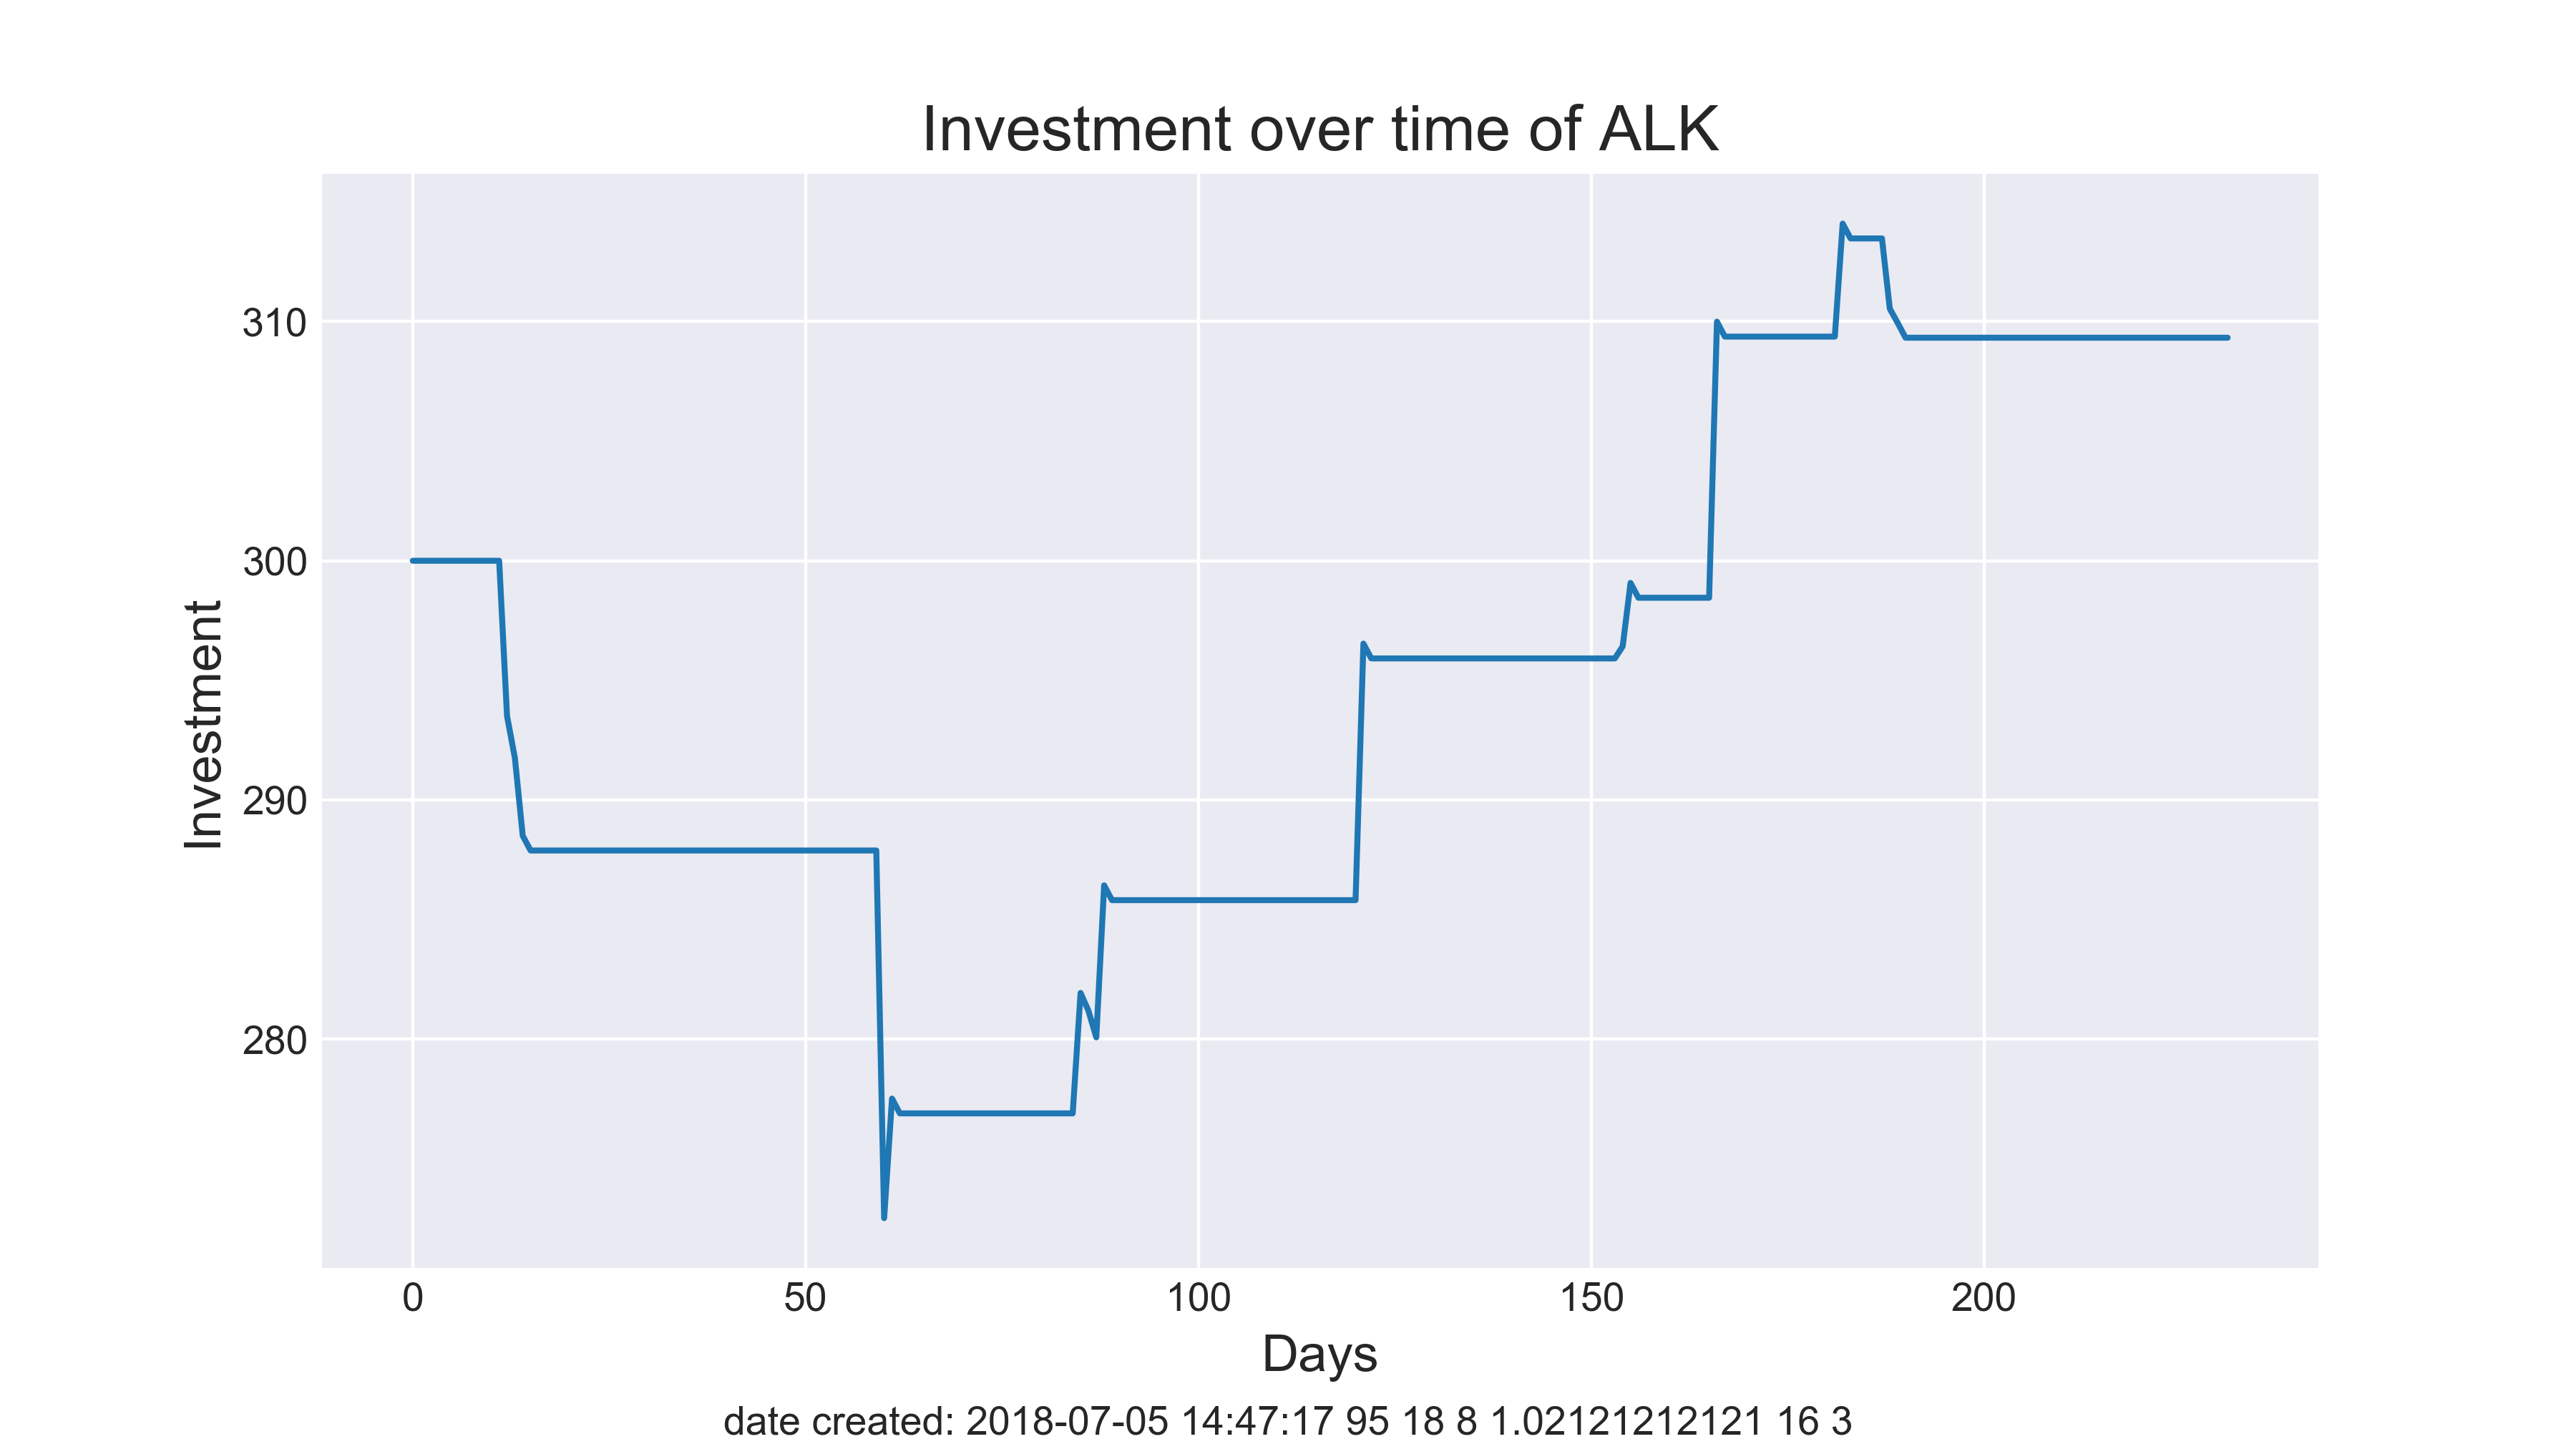 Investment over time of ALK
Investment
310
300
290
280
0 50 100 150 200
Days
date created: 2018-07-05 14:47:17 95 18 8 1.02121212121 16 3